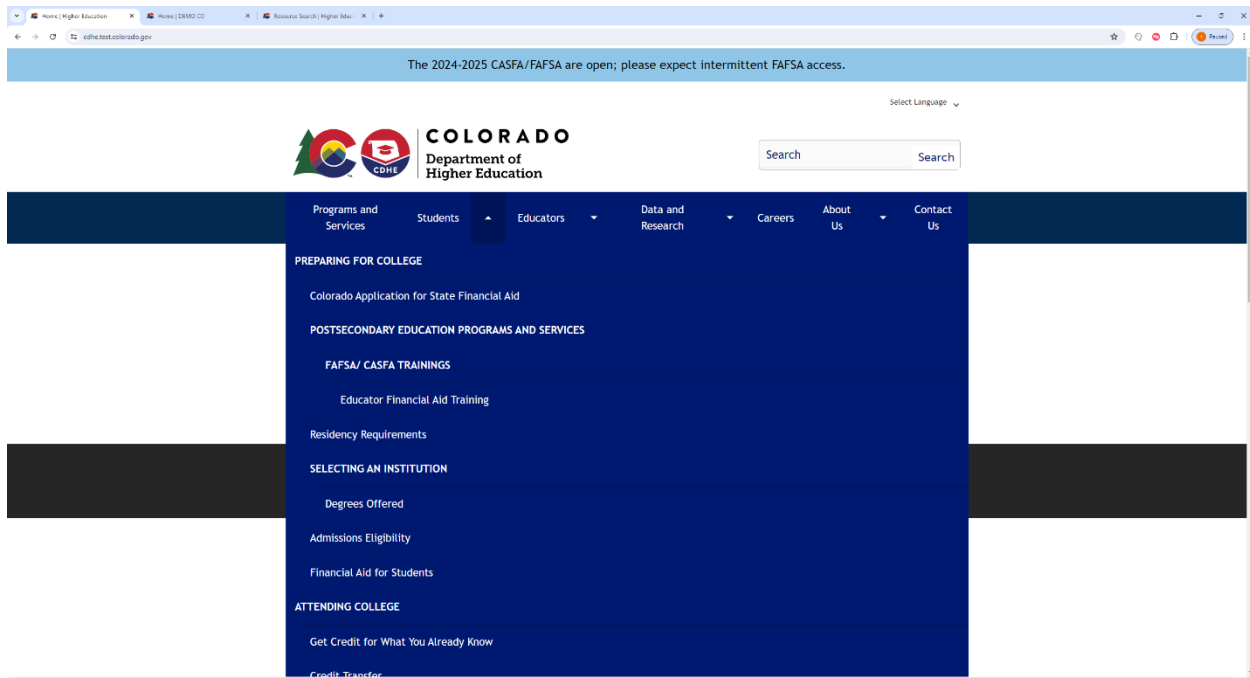 Home | Higher Education
Home | DEMO CO
Resource Search | Higher Educ
cdhe.test.colorado.gov
Paused
The 2024-2025 CASFA/FAFSA are open; please expect intermittent FAFSA access.
Select Language
CDHE
COLORADO
Department of
Higher Education
Search
Search
Programs and
Services
Students
Educators
Data and
Research
Careers
About
Us
Contact
Us
PREPARING FOR COLLEGE
Colorado Application for State Financial Aid
POSTSECONDARY EDUCATION PROGRAMS AND SERVICES
FAFSA/ CASFA TRAININGS
Educator Financial Aid Training
Residency Requirements
SELECTING AN INSTITUTION
Degrees Offered
Admissions Eligibility
Financial Aid for Students
ATTENDING COLLEGE
Get Credit for What You Already Know
Credit Transfer